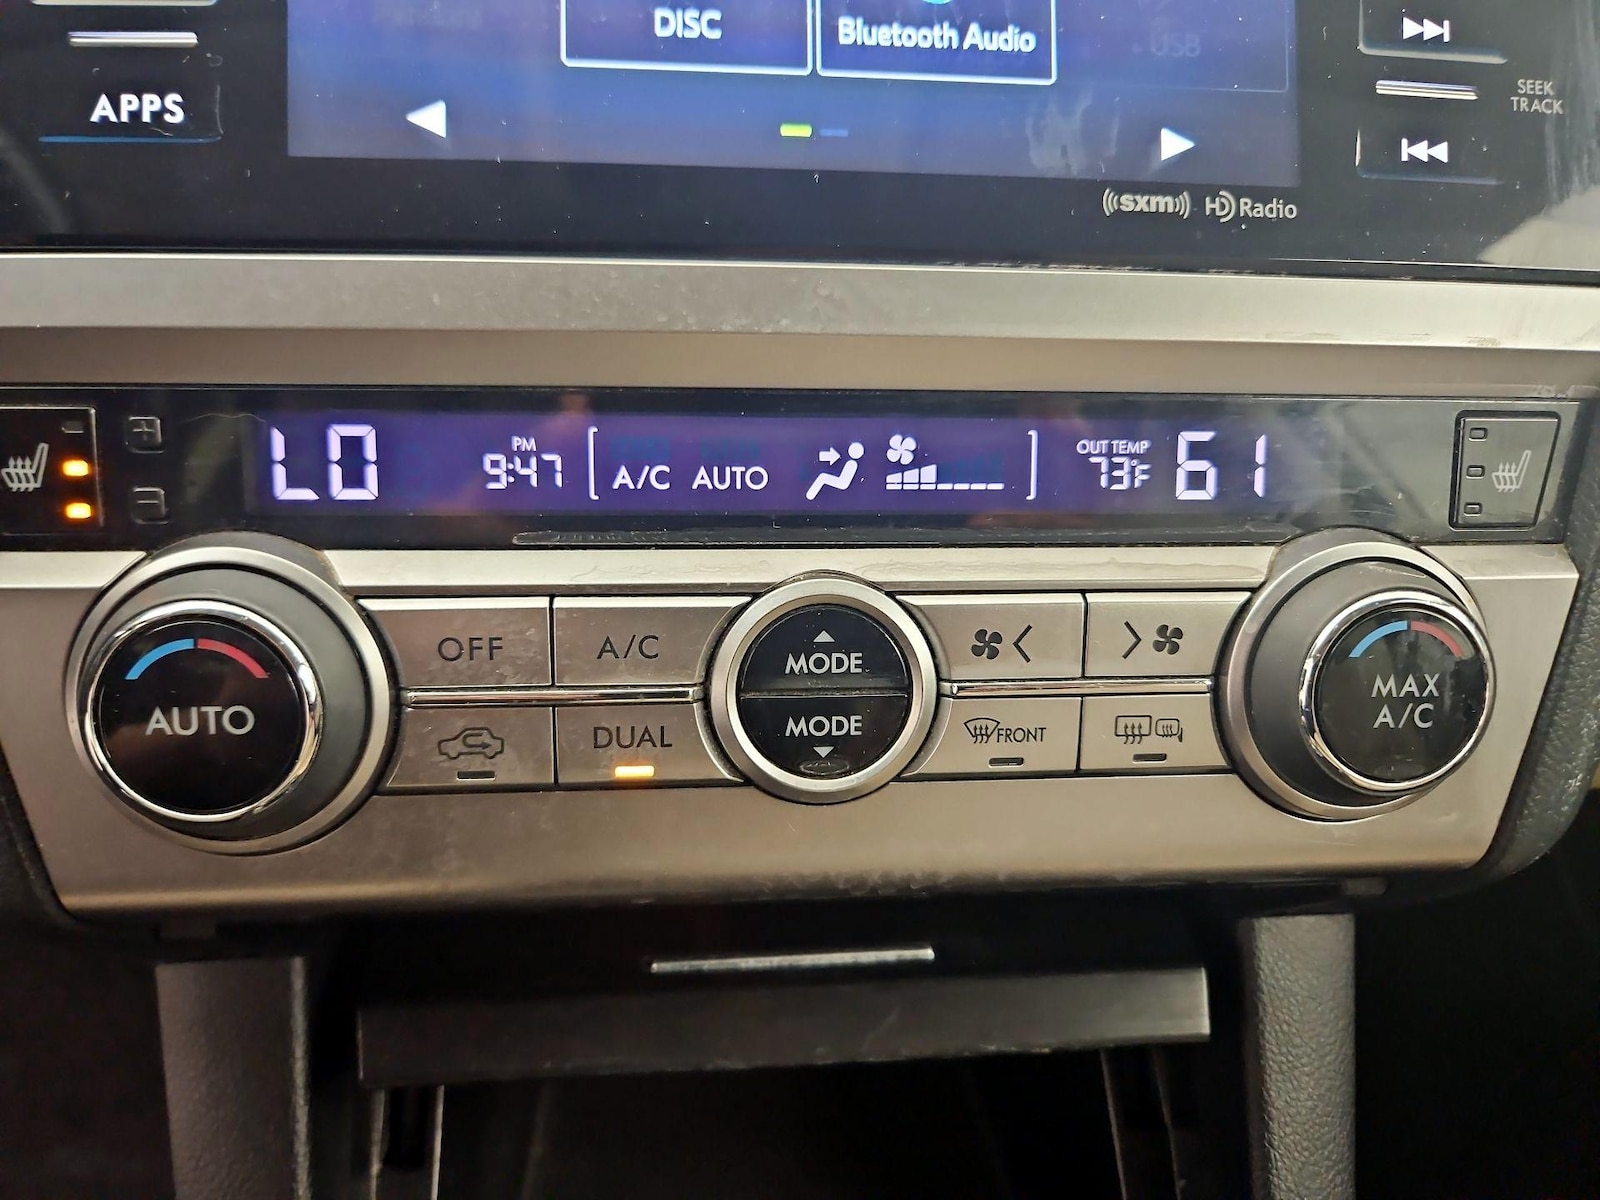 DISC
Bluetooth Audio
USB
APPS
SEEK
TRACK
((sxm)) HD Radio
LO
PM
9:47
A/C AUTO
OUT TEMP
73°F
61
OFF
A/C
MODE
MODE
DUAL
FRONT
AUTO
MAX
A/C